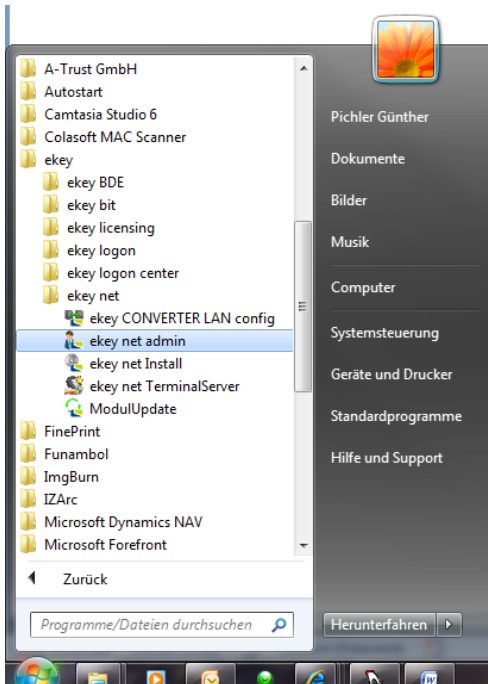 A-Trust GmbH
Autostart
Camtasia Studio 6
Colasoft MAC Scanner
ekey
ekey BDE
ekey bit
ekey licensing
ekey logon
ekey logon center
ekey net
ekey CONVERTER LAN config
ekey net admin
ekey net Install
ekey net TerminalServer
ModulUpdate
FinePrint
Funambol
ImgBurn
IZArc
Microsoft Dynamics NAV
Microsoft Forefront
Zurück
Programme/Dateien durchsuchen
Pichler Günther
Dokumente
Bilder
Musik
Computer
Systemsteuerung
Geräte und Drucker
Standardprogramme
Hilfe und Support
Herunterfahren